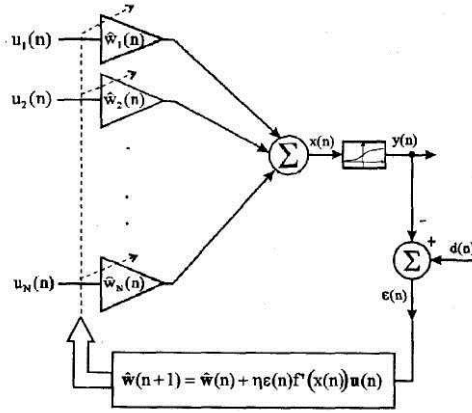 u₁(n)
ŵ₁(n)
u₂(n)
ŵ₂(n)
Σ
x(n)
y(n)
−
+
d(n)
Σ
ε(n)
u_N(n)
ŵ_N(n)
ŵ(n+1) = ŵ(n) + ηε(n)f'(x(n))u(n)